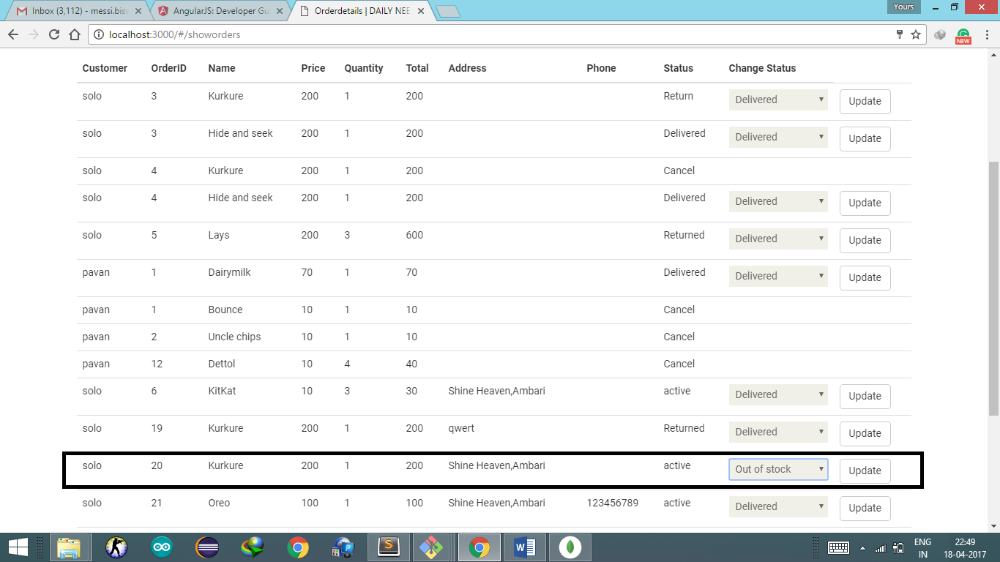 Inbox (3,112) - messi.bisw
AngularJS: Developer Gu
Orderdetails | DAILY NEE
Yours
localhost:3000/#/showorders
NEW
Customer OrderID Name Price Quantity Total Address Phone Status Change Status
solo 3 Kurkure 200 1 200 Return Delivered Update
solo 3 Hide and seek 200 1 200 Delivered Delivered Update
solo 4 Kurkure 200 1 200 Cancel
solo 4 Hide and seek 200 1 200 Delivered Delivered Update
solo 5 Lays 200 3 600 Returned Delivered Update
pavan 1 Dairymilk 70 1 70 Delivered Delivered Update
pavan 1 Bounce 10 1 10 Cancel
pavan 2 Uncle chips 10 1 10 Cancel
pavan 12 Dettol 10 4 40 Cancel
solo 6 KitKat 10 3 30 Shine Heaven,Ambari active Delivered Update
solo 19 Kurkure 200 1 200 qwert Returned Delivered Update
solo 20 Kurkure 200 1 200 Shine Heaven,Ambari active Out of stock Update
solo 21 Oreo 100 1 100 Shine Heaven,Ambari 123456789 active Delivered Update
ENG 22:49
IN 18-04-2017